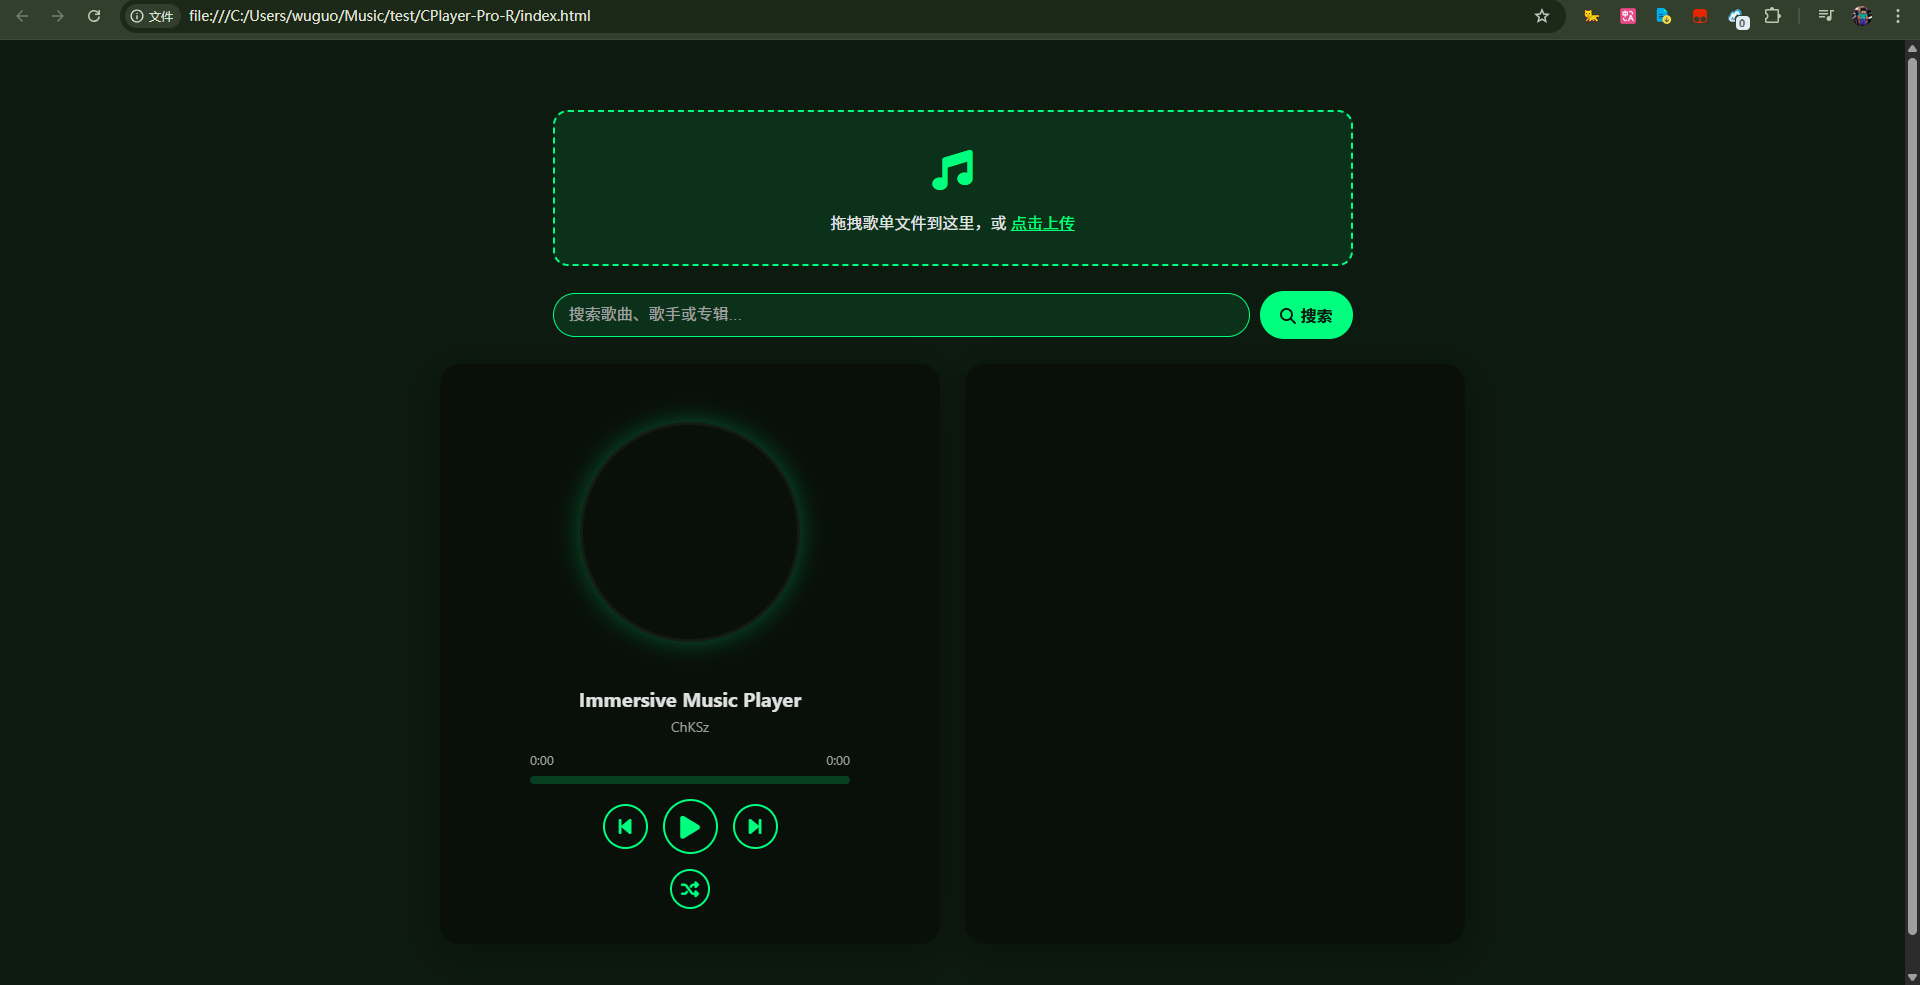 文件 file:///C:/Users/wuguo/Music/test/CPlayer-Pro-R/index.html
0
拖拽歌单文件到这里，或 点击上传
搜索歌曲、歌手或专辑...
搜索
Immersive Music Player
ChKSz
0:00 0:00